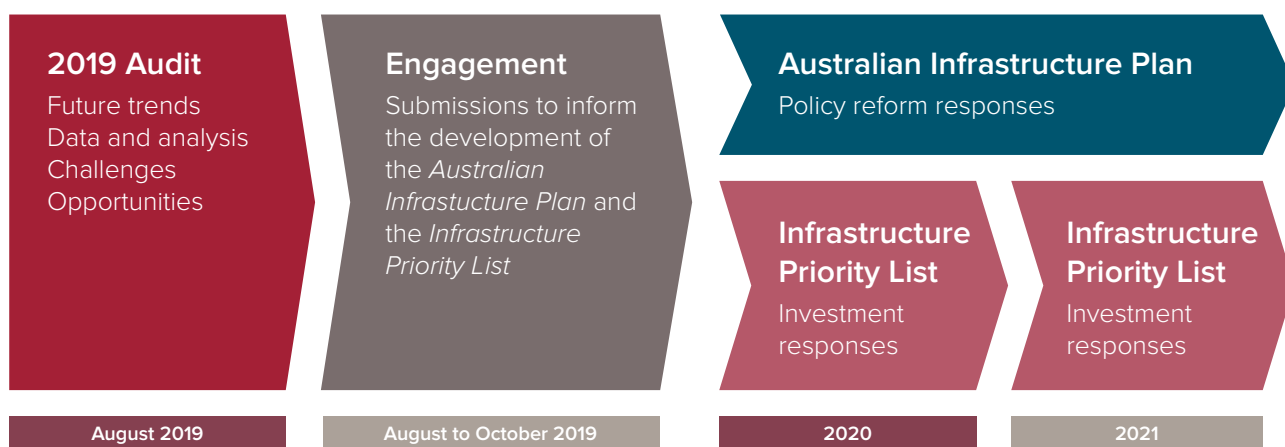 2019 Audit
Future trends
Data and analysis
Challenges
Opportunities
Engagement
Submissions to inform
the development of
the Australian
Infrastucture Plan and
the Infrastructure
Priority List
Australian Infrastructure Plan
Policy reform responses
Infrastructure
Priority List
Investment
responses
Infrastructure
Priority List
Investment
responses
August 2019
August to October 2019
2020
2021